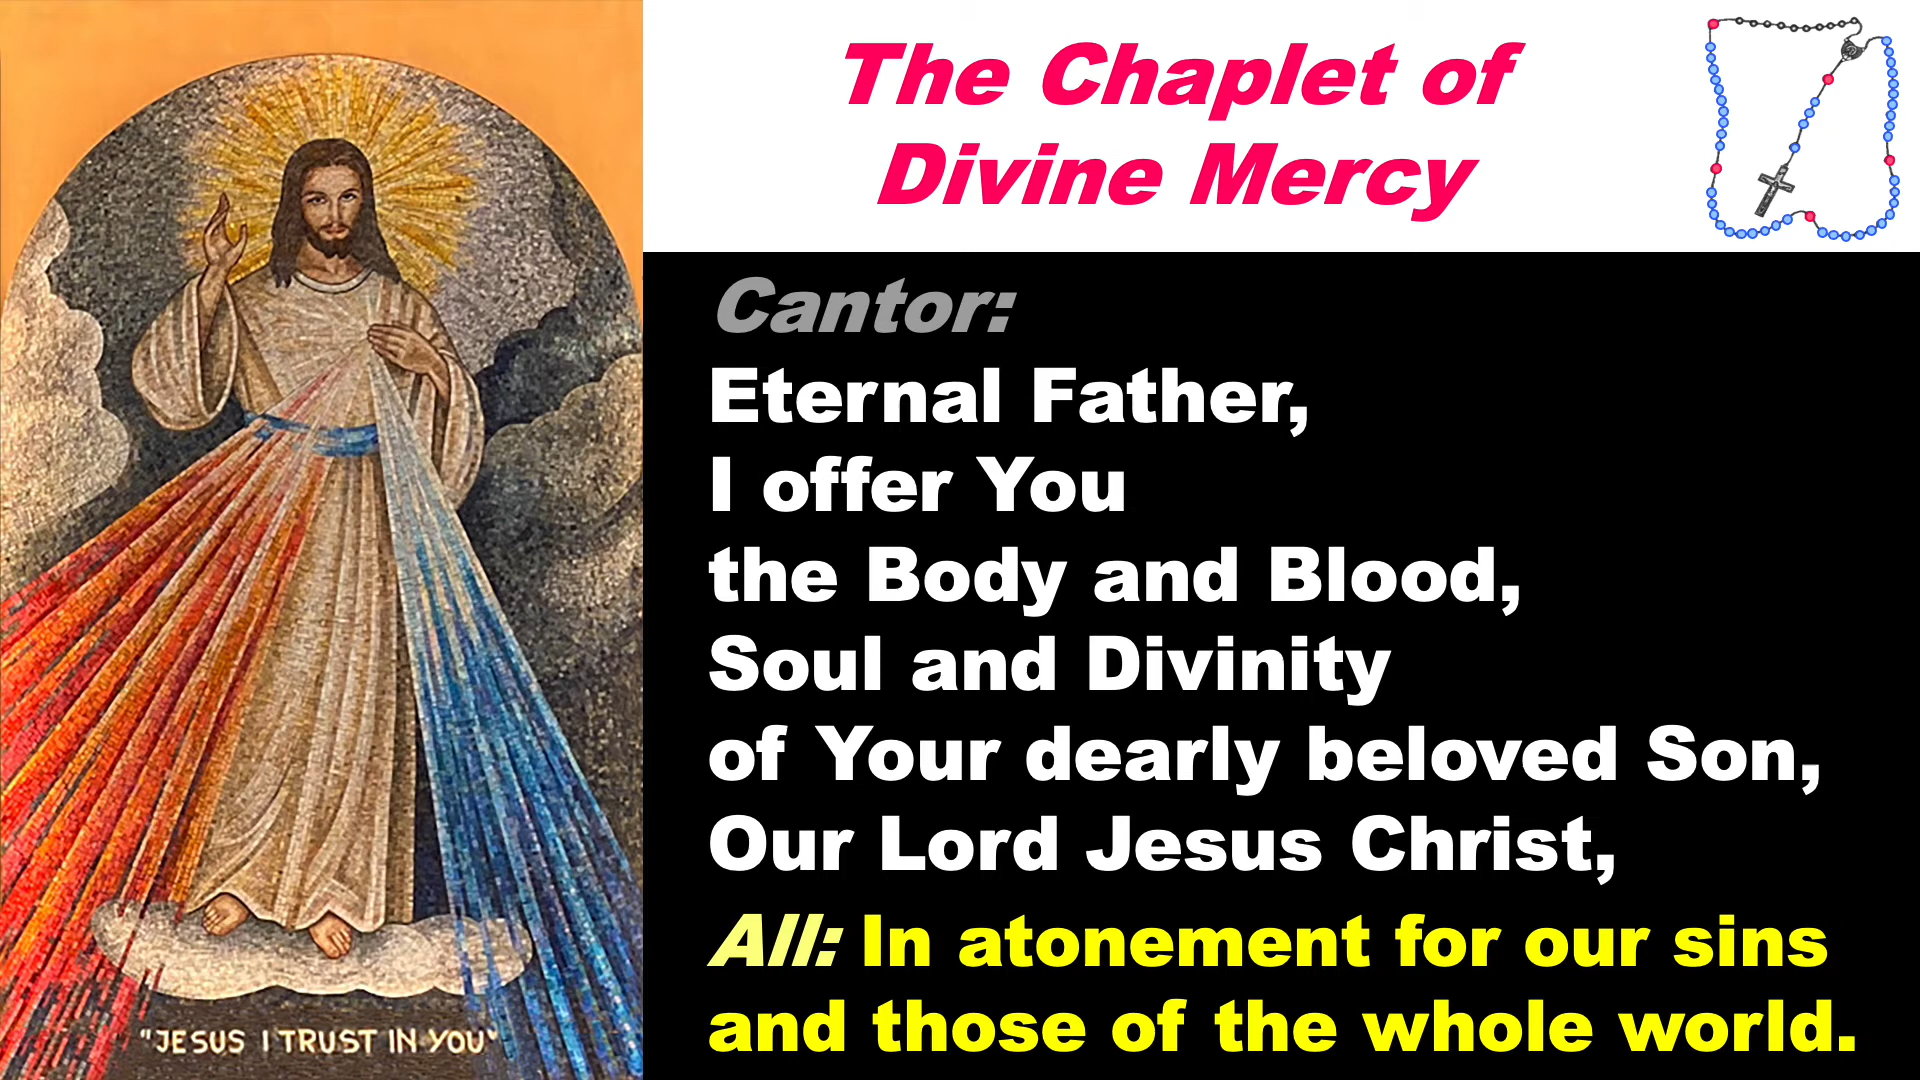 The Chaplet of
Divine Mercy
Cantor:
Eternal Father,
I offer You
the Body and Blood,
Soul and Divinity
of Your dearly beloved Son,
Our Lord Jesus Christ,
All: In atonement for our sins
and those of the whole world.
"JESUS I TRUST IN YOU"